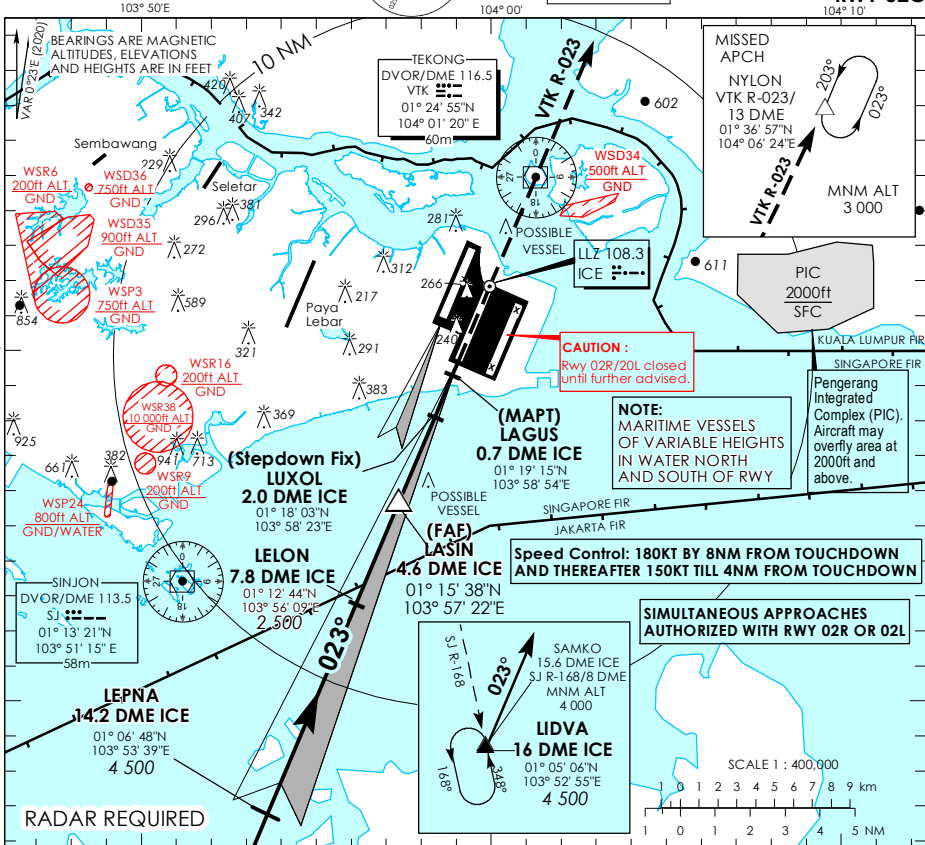 103° 50'E
104° 00'E
104° 10'E
BEARINGS ARE MAGNETIC
ALTITUDES, ELEVATIONS
AND HEIGHTS ARE IN FEET
VAR 0°23'E (2020)
10 NM
420
407
342
TEKONG
DVOR/DME 116.5
VTK
01° 24' 55"N
104° 01' 20" E
60m
VTK R-023
602
MISSED
APCH
NYLON
VTK R-023/
13 DME
01° 36' 57"N
104° 06' 24"E
203°
023°
VTK R-023
MNM ALT
3 000
Sembawang
229
Seletar
381
296
WSR6
200ft ALT
GND
WSD36
750ft ALT
GND
WSD35
900ft ALT
GND
WSP3
750ft ALT
GND
854
272
589
WSD34
500ft ALT
GND
0
9
18
27
281
POSSIBLE
VESSEL
LLZ 108.3
ICE
611
PIC
2000ft
SFC
312
266
217
Paya
Lebar
240
321
291
KUALA LUMPUR FIR
SINGAPORE FIR
CAUTION :
Rwy 02R/20L closed
until further advised.
WSR16
200ft ALT
GND
WSR38
10 000ft ALT
GND
383
369
925
661
382
941
713
WSR9
200ft ALT
GND
WSP24
800ft ALT
GND/WATER
(MAPT)
LAGUS
0.7 DME ICE
01° 19' 15"N
103° 58' 54"E
NOTE:
MARITIME VESSELS
OF VARIABLE HEIGHTS
IN WATER NORTH
AND SOUTH OF RWY
Pengerang
Integrated
Complex (PIC).
Aircraft may
overfly area at
2000ft and
above.
(Stepdown Fix)
LUXOL
2.0 DME ICE
01° 18' 03"N
103° 58' 23"E
POSSIBLE
VESSEL
SINGAPORE FIR
JAKARTA FIR
(FAF)
LASIN
4.6 DME ICE
01° 15' 38"N
103° 57' 22"E
LELON
7.8 DME ICE
01° 12' 44"N
103° 56' 09"E
2 500
Speed Control: 180KT BY 8NM FROM TOUCHDOWN
AND THEREAFTER 150KT TILL 4NM FROM TOUCHDOWN
SIMULTANEOUS APPROACHES
AUTHORIZED WITH RWY 02R OR 02L
0
9
18
27
SINJON
DVOR/DME 113.5
SJ
01° 13' 21"N
103° 51' 15" E
58m
023°
LEPNA
14.2 DME ICE
01° 06' 48"N
103° 53' 39"E
4 500
SJ R-168
023°
SAMKO
15.6 DME ICE
SJ R-168/8 DME
MNM ALT
4 000
LIDVA
16 DME ICE
01° 05' 06"N
103° 52' 55"E
4 500
168°
348°
RADAR REQUIRED
SCALE 1 : 400,000
1 0 1 2 3 4 5 6 7 8 9 km
1 0 1 2 3 4 5 NM